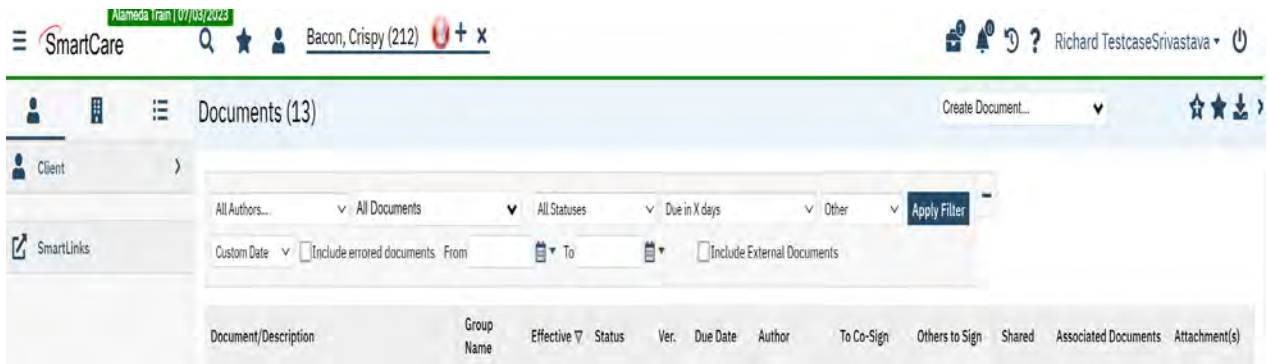 Alameda Train | 07/03/2023
SmartCare Bacon, Crispy (212) + x 1 0 ? Richard TestcaseSrivastava
Documents (13) Create Document...
Client
All Authors... All Documents All Statuses Due in X days Other Apply Filter
SmartLinks
Custom Date Include errored documents From To Include External Documents
Document/Description Group Name Effective Status Ver. Due Date Author To Co-Sign Others to Sign Shared Associated Documents Attachment(s)